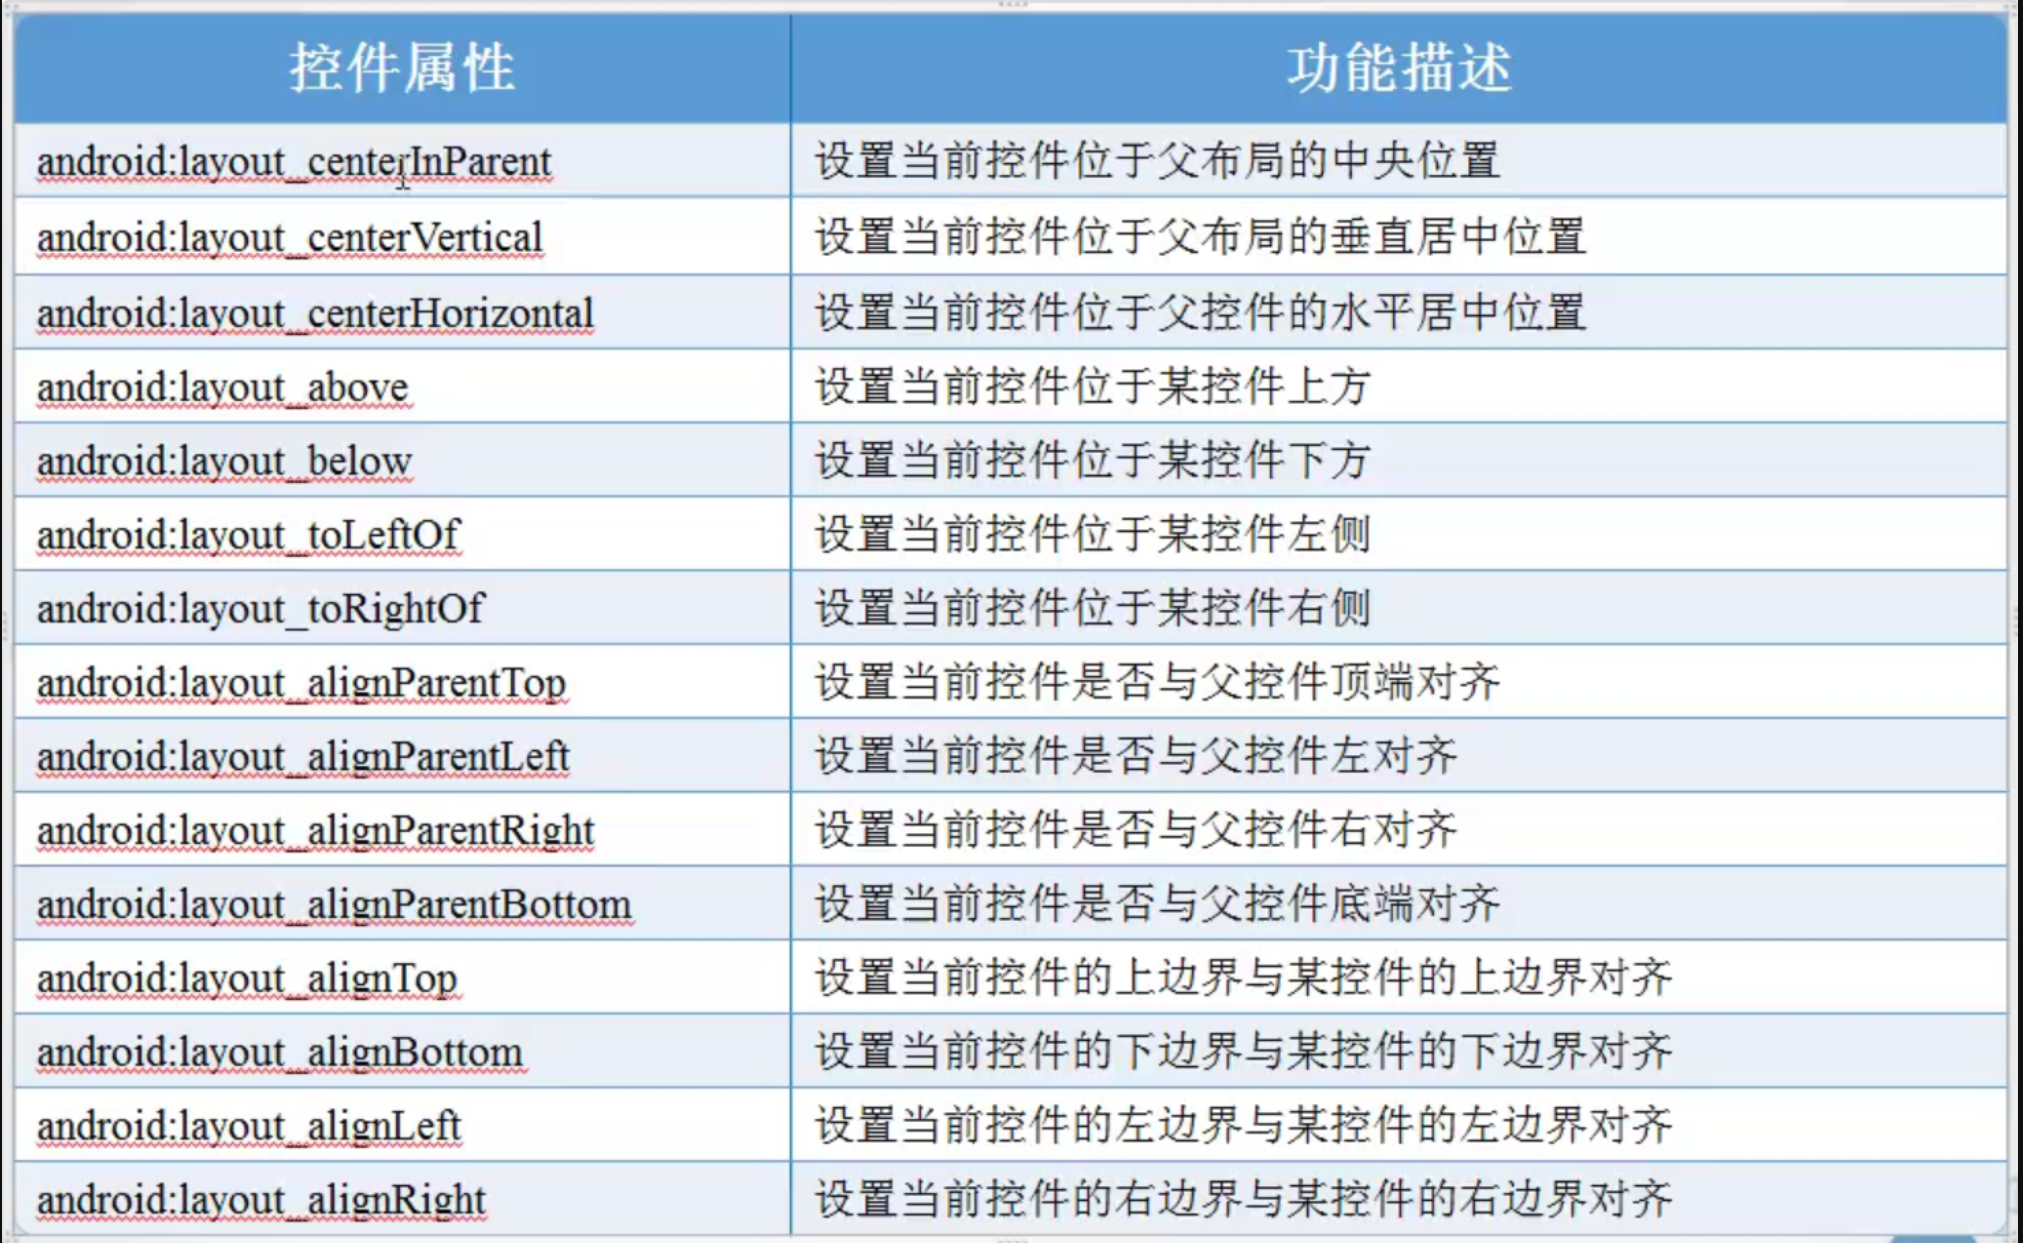 控件属性 功能描述
android:layout_centerInParent 设置当前控件位于父布局的中央位置
android:layout_centerVertical 设置当前控件位于父布局的垂直居中位置
android:layout_centerHorizontal 设置当前控件位于父控件的水平居中位置
android:layout_above 设置当前控件位于某控件上方
android:layout_below 设置当前控件位于某控件下方
android:layout_toLeftOf 设置当前控件位于某控件左侧
android:layout_toRightOf 设置当前控件位于某控件右侧
android:layout_alignParentTop 设置当前控件是否与父控件顶端对齐
android:layout_alignParentLeft 设置当前控件是否与父控件左对齐
android:layout_alignParentRight 设置当前控件是否与父控件右对齐
android:layout_alignParentBottom 设置当前控件是否与父控件底端对齐
android:layout_alignTop 设置当前控件的上边界与某控件的上边界对齐
android:layout_alignBottom 设置当前控件的下边界与某控件的下边界对齐
android:layout_alignLeft 设置当前控件的左边界与某控件的左边界对齐
android:layout_alignRight 设置当前控件的右边界与某控件的右边界对齐